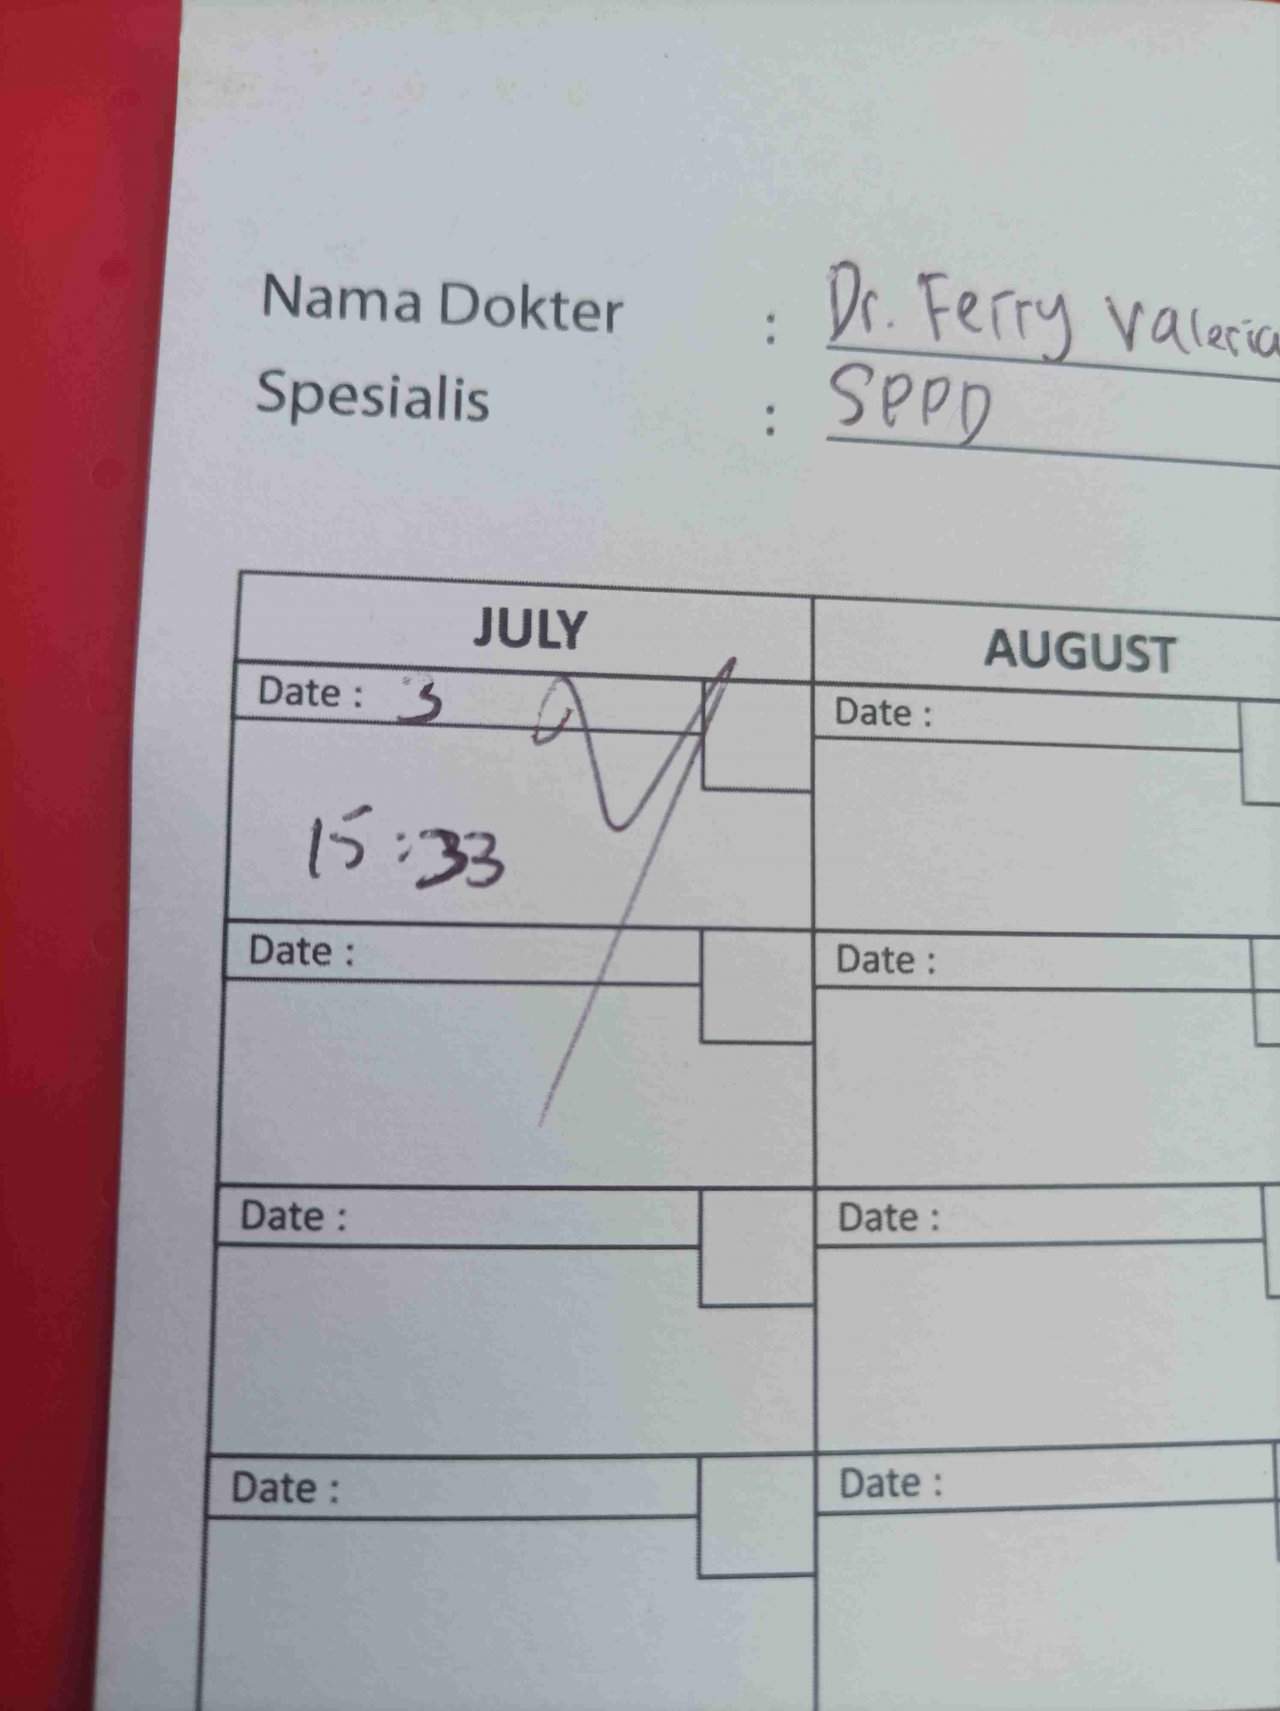 Nama Dokter : Dr. Ferry Valeria
Spesialis : SPPD
JULY AUGUST
Date : 3 Date :
15:33
Date : Date :
Date : Date :
Date : Date :